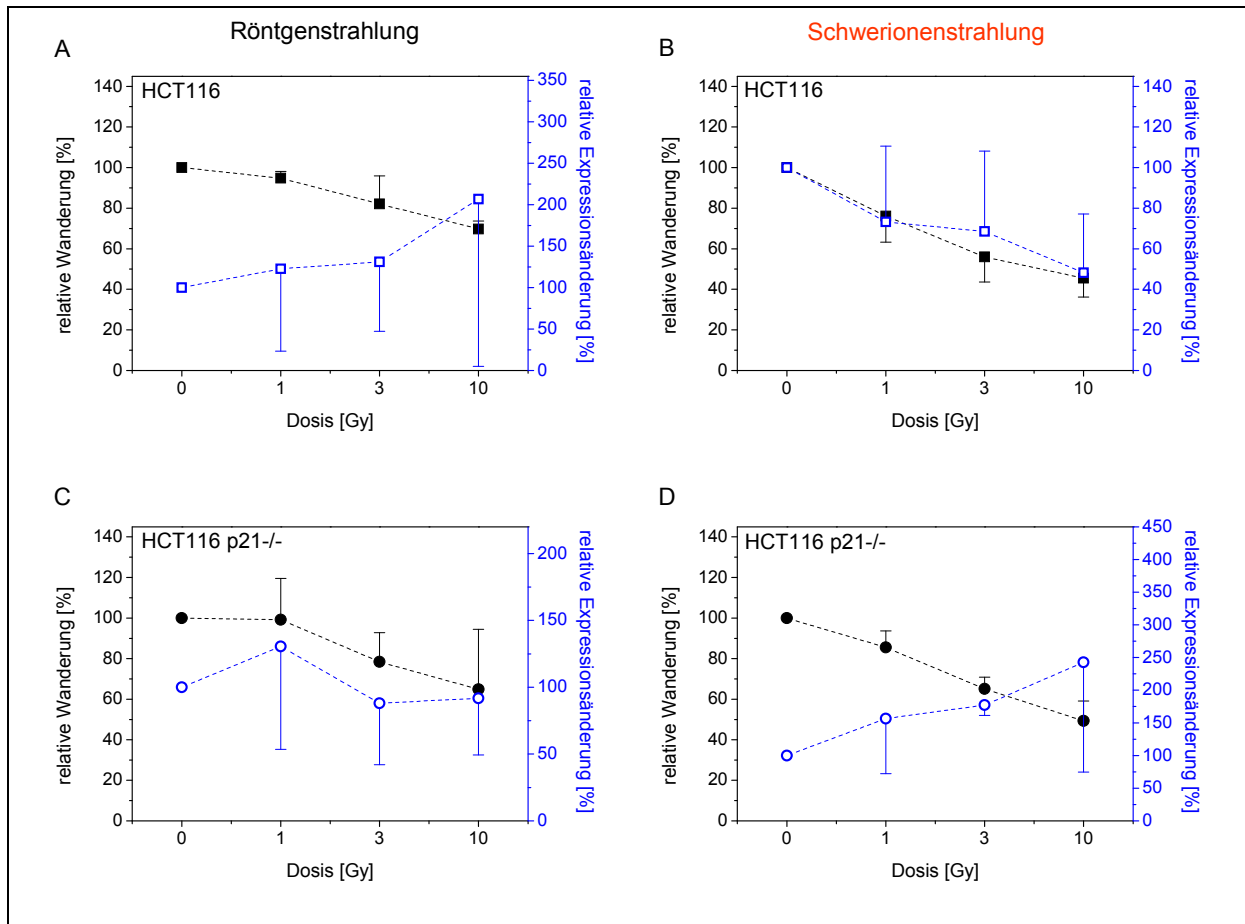 Röntgenstrahlung
Schwerionenstrahlung
A
HCT116
relative Wanderung [%]
140
120
100
80
60
40
20
0
relative Expressionsänderung [%]
350
300
250
200
150
100
50
0
0 1 3 10
Dosis [Gy]
B
HCT116
relative Wanderung [%]
140
120
100
80
60
40
20
0
relative Expressionsänderung [%]
140
120
100
80
60
40
20
0
0 1 3 10
Dosis [Gy]
C
HCT116 p21-/-
relative Wanderung [%]
140
120
100
80
60
40
20
0
relative Expressionsänderung [%]
200
150
100
50
0
0 1 3 10
Dosis [Gy]
D
HCT116 p21-/-
relative Wanderung [%]
140
120
100
80
60
40
20
0
relative Expressionsänderung [%]
450
400
350
300
250
200
150
100
50
0
0 1 3 10
Dosis [Gy]